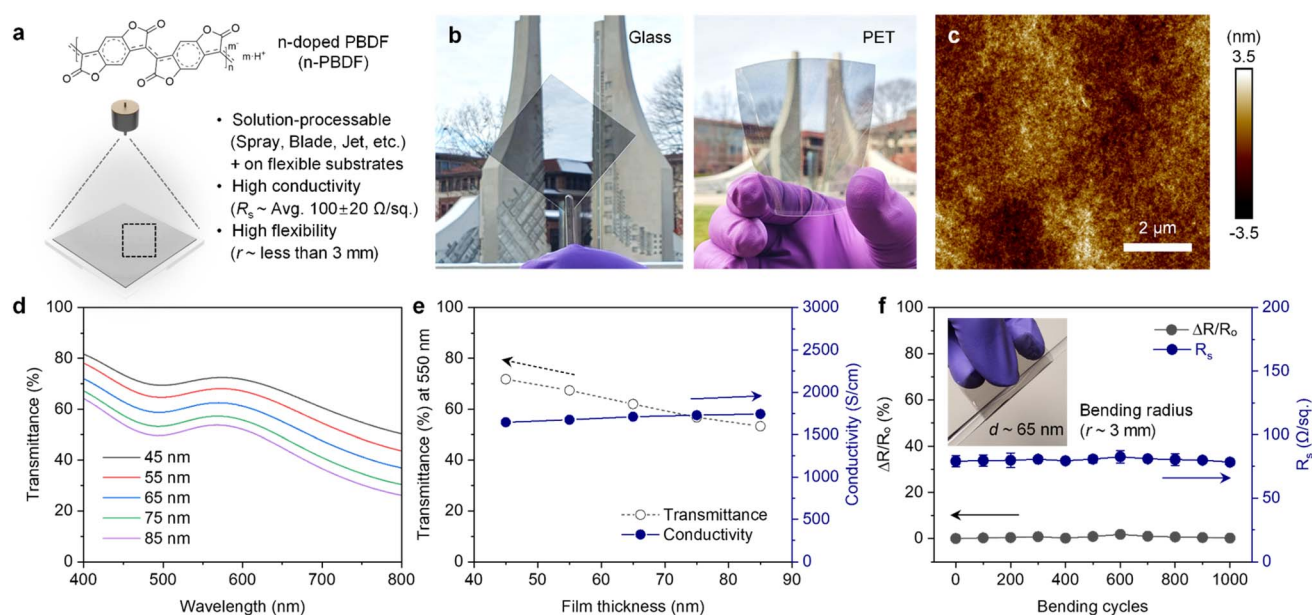 a
n-doped PBDF
(n-PBDF)
O
O
O
O
O
O
O
O
m-
n
m·H+
• Solution-processable
(Spray, Blade, Jet, etc.)
+ on flexible substrates
• High conductivity
(Rs ~ Avg. 100±20 Ω/sq.)
• High flexibility
(r ~ less than 3 mm)
b
Glass
PET
c
(nm)
3.5
-3.5
2 μm
d
Transmittance (%)
100
80
60
40
20
0
45 nm
55 nm
65 nm
75 nm
85 nm
400 500 600 700 800
Wavelength (nm)
e
Transmittance (%) at 550 nm
100
80
60
40
20
0
Transmittance
Conductivity
3000
2500
2000
1500
1000
500
0
Conductivity (S/cm)
40 50 60 70 80 90
Film thickness (nm)
f
ΔR/Ro (%)
100
90
80
70
60
50
40
30
20
10
0
ΔR/Ro
Rs
d ~ 65 nm
Bending radius
(r ~ 3 mm)
200
150
100
50
0
Rs (Ω/sq.)
0 200 400 600 800 1000
Bending cycles